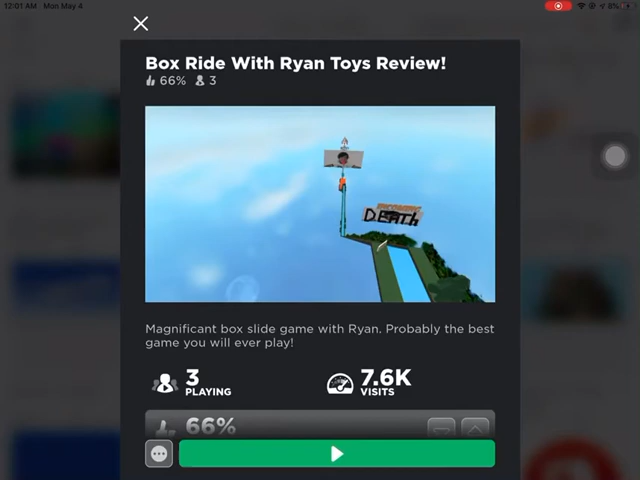 12:01 AM Mon May 4
8%
Box Ride With Ryan Toys Review!
66% 3
DEATH
Magnificant box slide game with Ryan. Probably the best
game you will ever play!
3
PLAYING
7.6K
VISITS
66%